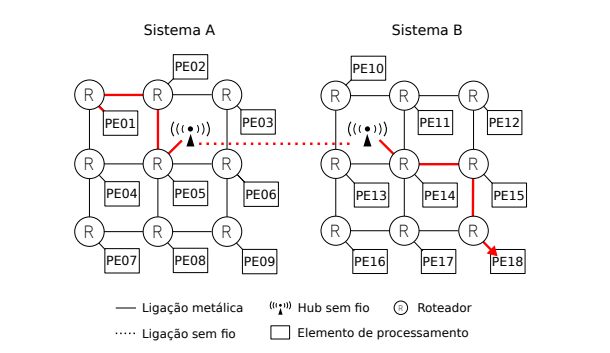 Sistema A
Sistema B
PE02
PE10
R
R
R
R
R
R
PE01
PE03
PE11
PE12
R
R
R
R
R
R
PE04
PE05
PE06
PE13
PE14
PE15
R
R
R
R
R
R
PE07
PE08
PE09
PE16
PE17
PE18
Ligação metálica
Hub sem fio
R
Roteador
Ligação sem fio
Elemento de processamento